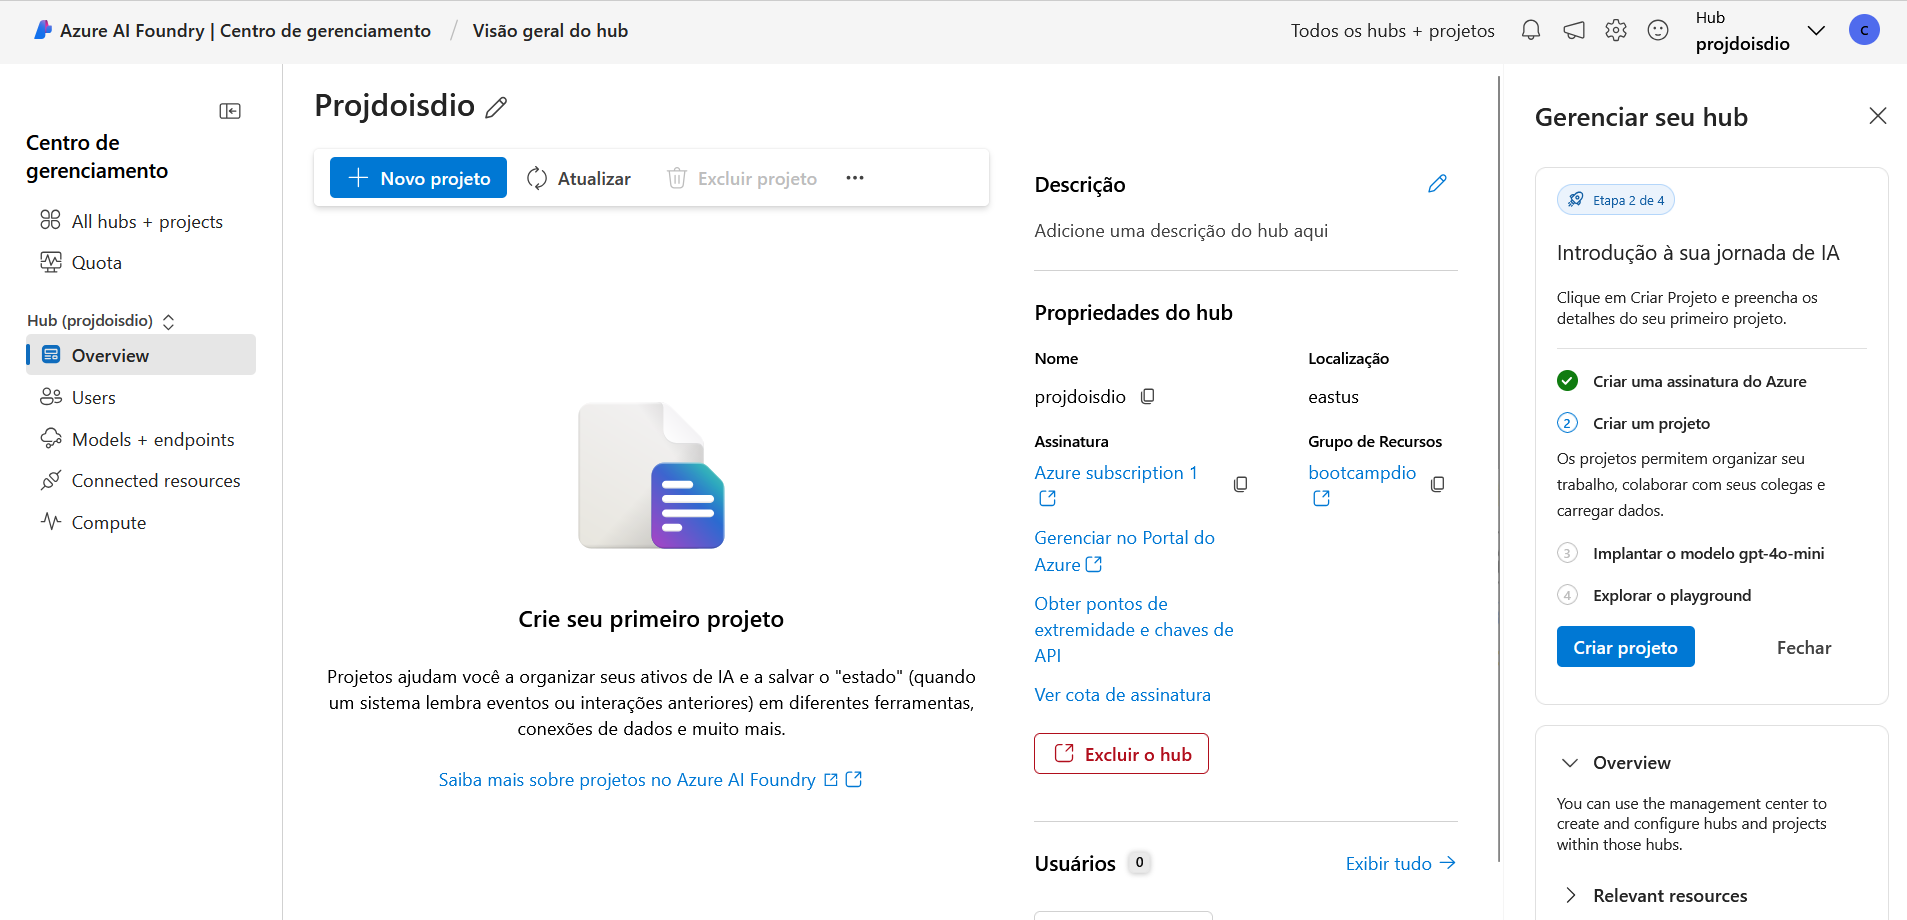 Azure AI Foundry | Centro de gerenciamento / Visão geral do hub
Todos os hubs + projetos
Hub
projdoisdio
C
Centro de
gerenciamento
All hubs + projects
Quota
Hub (projdoisdio)
Overview
Users
Models + endpoints
Connected resources
Compute
Projdoisdio
Novo projeto
Atualizar
Excluir projeto
Crie seu primeiro projeto
Projetos ajudam você a organizar seus ativos de IA e a salvar o "estado" (quando
um sistema lembra eventos ou interações anteriores) em diferentes ferramentas,
conexões de dados e muito mais.
Saiba mais sobre projetos no Azure AI Foundry
Descrição
Adicione uma descrição do hub aqui
Propriedades do hub
Nome
projdoisdio
Localização
eastus
Assinatura
Azure subscription 1
Grupo de Recursos
bootcampdio
Gerenciar no Portal do
Azure
Obter pontos de
extremidade e chaves de
API
Ver cota de assinatura
Excluir o hub
Usuários 0
Exibir tudo
Gerenciar seu hub
Etapa 2 de 4
Introdução à sua jornada de IA
Clique em Criar Projeto e preencha os
detalhes do seu primeiro projeto.
Criar uma assinatura do Azure
2 Criar um projeto
Os projetos permitem organizar seu
trabalho, colaborar com seus colegas e
carregar dados.
3 Implantar o modelo gpt-4o-mini
4 Explorar o playground
Criar projeto
Fechar
Overview
You can use the management center to
create and configure hubs and projects
within those hubs.
Relevant resources